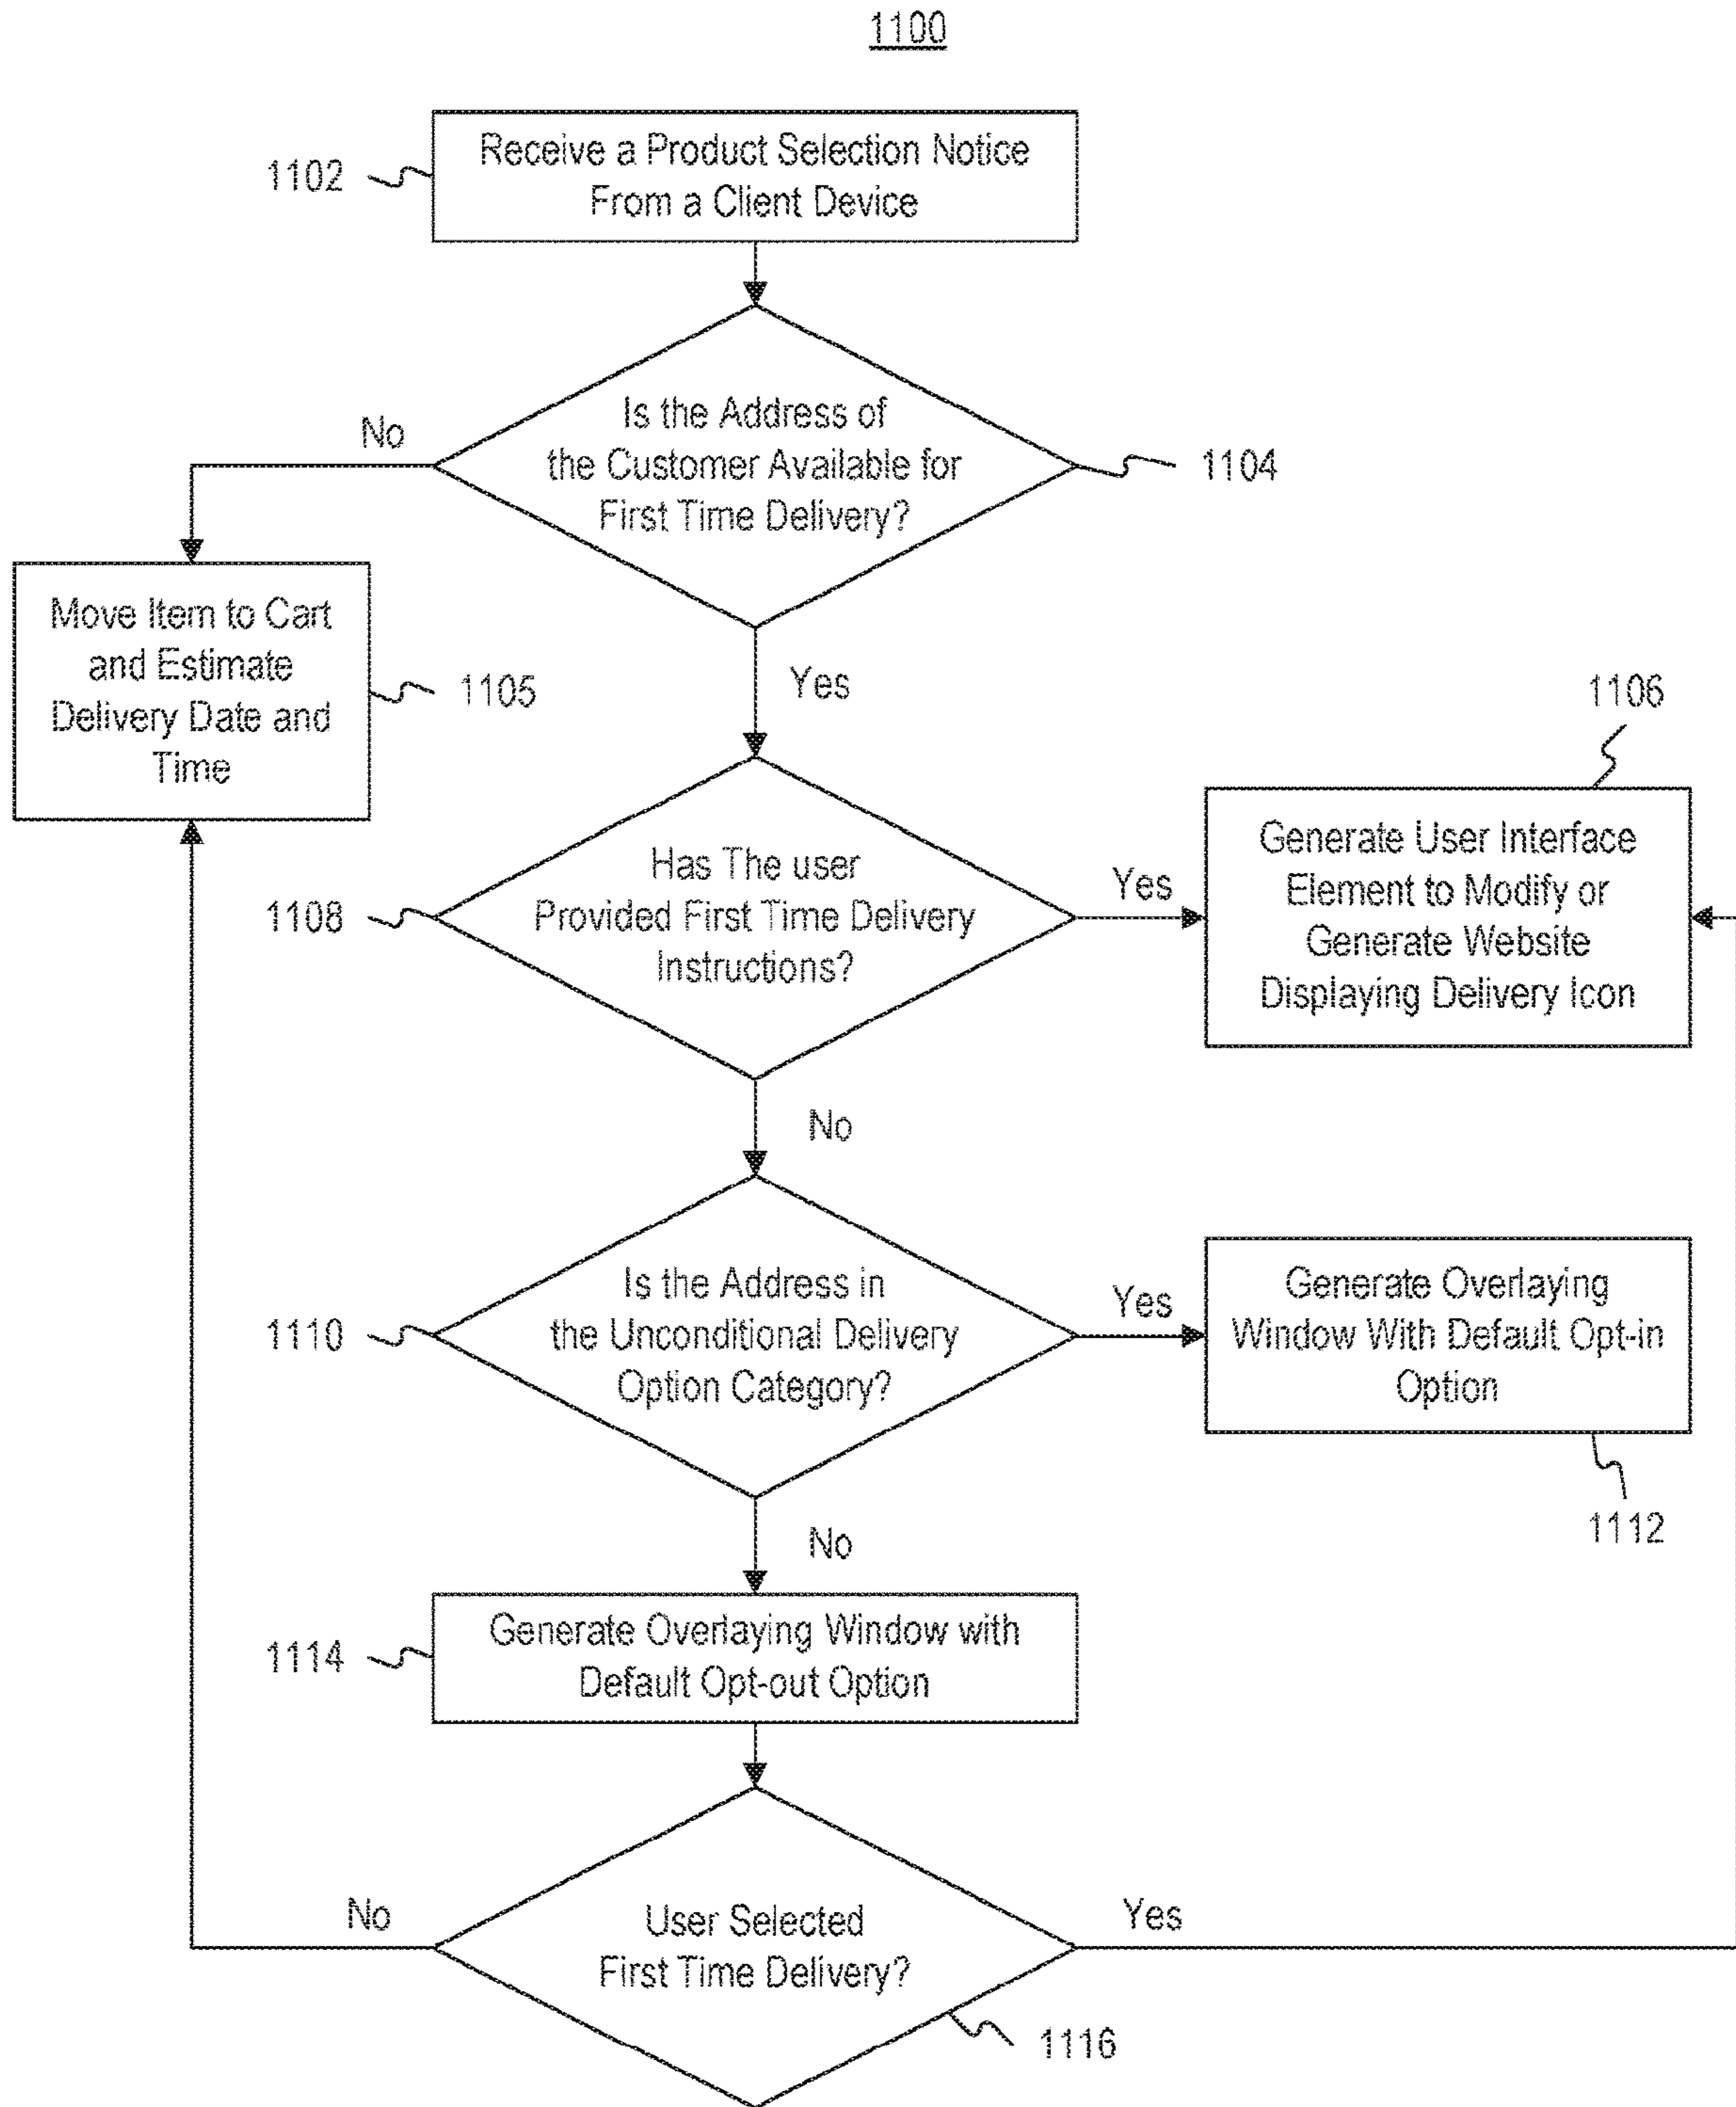 1100
Receive a Product Selection Notice
From a Client Device
1102
Is the Address of
the Customer Available for
First Time Delivery?
No
1104
Move Item to Cart
and Estimate
Delivery Date and
Time
1105
Yes
1106
Has The user
Provided First Time Delivery
Instructions?
1108
Yes
Generate User Interface
Element to Modify or
Generate Website
Displaying Delivery Icon
No
Is the Address in
the Unconditional Delivery
Option Category?
1110
Yes
Generate Overlaying
Window With Default Opt-in
Option
1112
No
Generate Overlaying Window with
Default Opt-out Option
1114
No
User Selected
First Time Delivery?
Yes
1116